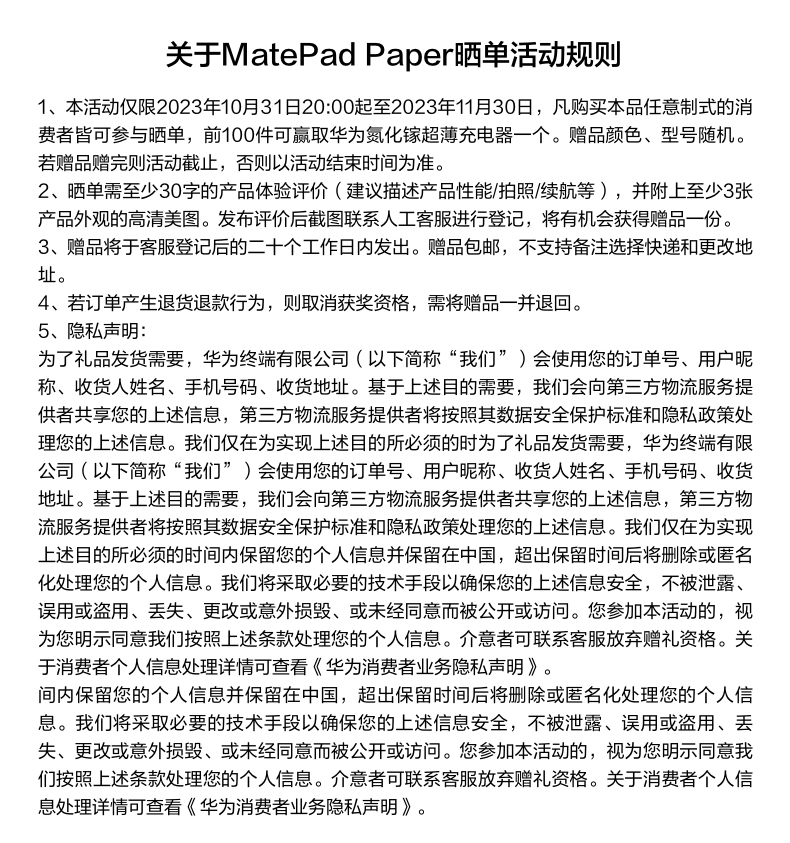 关于MatePad Paper晒单活动规则
1、本活动仅限2023年10月31日20:00起至2023年11月30日，凡购买本品任意制式的消
费者皆可参与晒单，前100件可赢取华为氮化镓超薄充电器一个。赠品颜色、型号随机。
若赠品赠完则活动截止，否则以活动结束时间为准。
2、晒单需至少30字的产品体验评价（建议描述产品性能/拍照/续航等），并附上至少3张
产品外观的高清美图。发布评价后截图联系人工客服进行登记，将有机会获得赠品一份。
3、赠品将于客服登记后的二十个工作日内发出。赠品包邮，不支持备注选择快递和更改地
址。
4、若订单产生退货退款行为，则取消获奖资格，需将赠品一并退回。
5、隐私声明：
为了礼品发货需要，华为终端有限公司（以下简称“我们”）会使用您的订单号、用户昵
称、收货人姓名、手机号码、收货地址。基于上述目的需要，我们会向第三方物流服务提
供者共享您的上述信息，第三方物流服务提供者将按照其数据安全保护标准和隐私政策处
理您的上述信息。我们仅在为实现上述目的所必须的时为了礼品发货需要，华为终端有限
公司（以下简称“我们”）会使用您的订单号、用户昵称、收货人姓名、手机号码、收货
地址。基于上述目的需要，我们会向第三方物流服务提供者共享您的上述信息，第三方物
流服务提供者将按照其数据安全保护标准和隐私政策处理您的上述信息。我们仅在为实现
上述目的所必须的时间内保留您的个人信息并保留在中国，超出保留时间后将删除或匿名
化处理您的个人信息。我们将采取必要的技术手段以确保您的上述信息安全，不被泄露、
误用或盗用、丢失、更改或意外损毁、或未经同意而被公开或访问。您参加本活动的，视
为您明示同意我们按照上述条款处理您的个人信息。介意者可联系客服放弃赠礼资格。关
于消费者个人信息处理详情可查看《华为消费者业务隐私声明》。
间内保留您的个人信息并保留在中国，超出保留时间后将删除或匿名化处理您的个人信
息。我们将采取必要的技术手段以确保您的上述信息安全，不被泄露、误用或盗用、丢
失、更改或意外损毁、或未经同意而被公开或访问。您参加本活动的，视为您明示同意我
们按照上述条款处理您的个人信息。介意者可联系客服放弃赠礼资格。关于消费者个人信
息处理详情可查看《华为消费者业务隐私声明》。